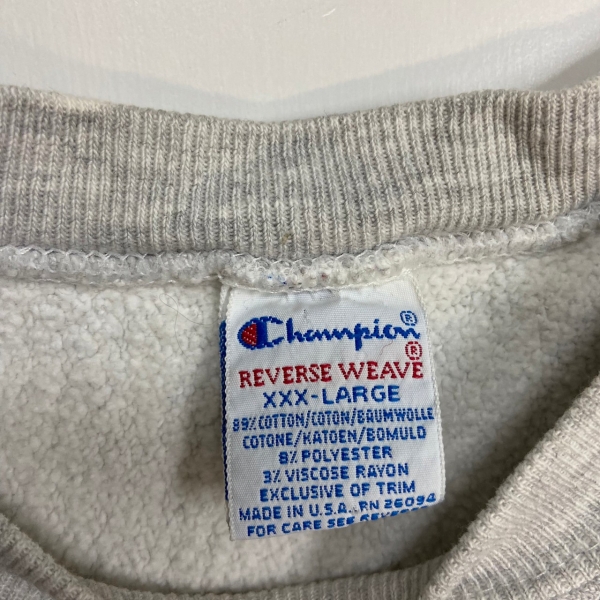 Champion®
®
REVERSE WEAVE
XXX-LARGE
89% COTTON/COTON/BAUMWOLLE
COTONE/KATOEN/BOMULD
8% POLYESTER
3% VISCOSE RAYON
EXCLUSIVE OF TRIM
MADE IN U.S.A. RN 26094
FOR CARE SEE REVERSE